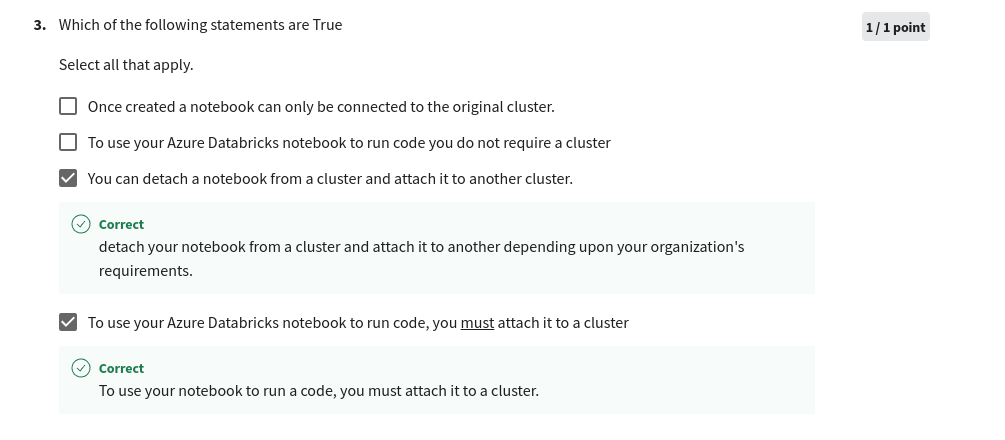 3. Which of the following statements are True
1 / 1 point
Select all that apply.
Once created a notebook can only be connected to the original cluster.
To use your Azure Databricks notebook to run code you do not require a cluster
You can detach a notebook from a cluster and attach it to another cluster.
Correct
detach your notebook from a cluster and attach it to another depending upon your organization's
requirements.
To use your Azure Databricks notebook to run code, you must attach it to a cluster
Correct
To use your notebook to run a code, you must attach it to a cluster.